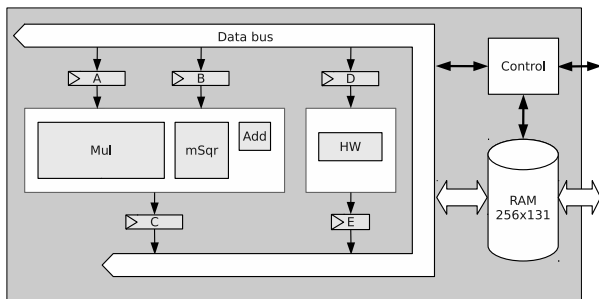 Data bus
A
B
D
Control
Mul
mSqr
Add
HW
RAM
256x131
C
E